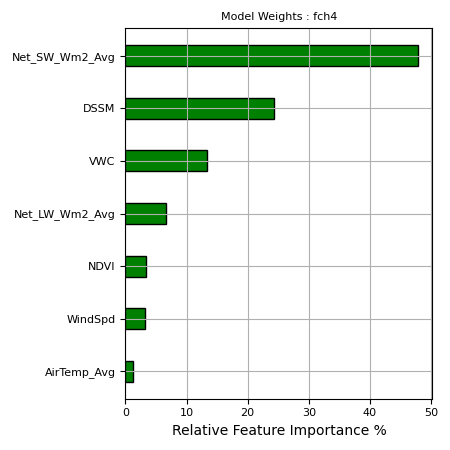 Model Weights : fch4
Net_SW_Wm2_Avg
DSSM
VWC
Net_LW_Wm2_Avg
NDVI
WindSpd
AirTemp_Avg
0 10 20 30 40 50
Relative Feature Importance %